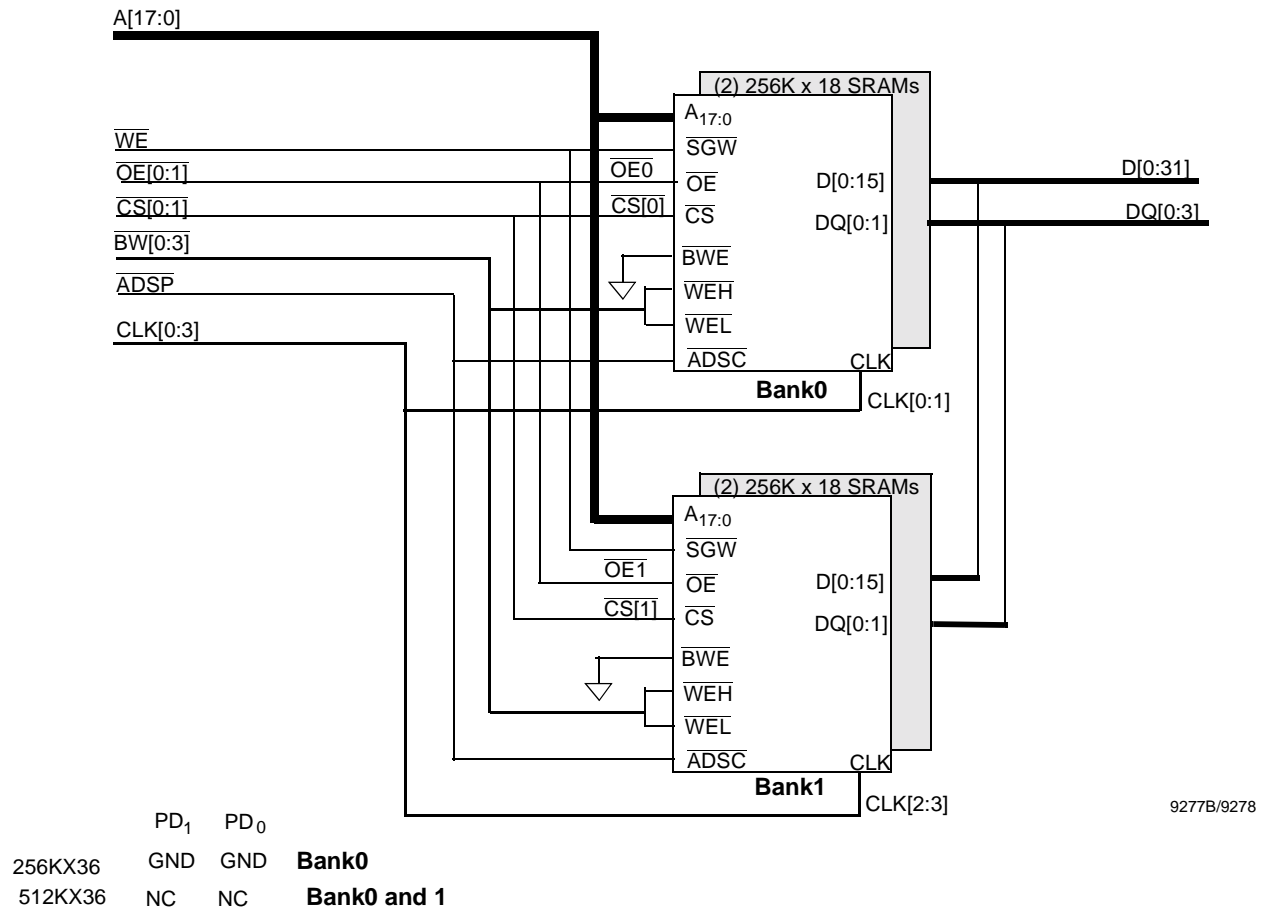 A[17:0]
(2) 256K x 18 SRAMs
A17:0
WE
SGW
OE[0:1]
OE0
OE
D[0:15]
D[0:31]
CS[0:1]
CS[0]
CS
DQ[0:1]
DQ[0:3]
BW[0:3]
BWE
ADSP
WEH
CLK[0:3]
WEL
ADSC
CLK
Bank0
CLK[0:1]
(2) 256K x 18 SRAMs
A17:0
SGW
OE1
OE
D[0:15]
CS[1]
CS
DQ[0:1]
BWE
WEH
WEL
ADSC
CLK
Bank1
CLK[2:3]
9277B/9278
PD1 PD0
256KX36 GND GND Bank0
512KX36 NC NC Bank0 and 1